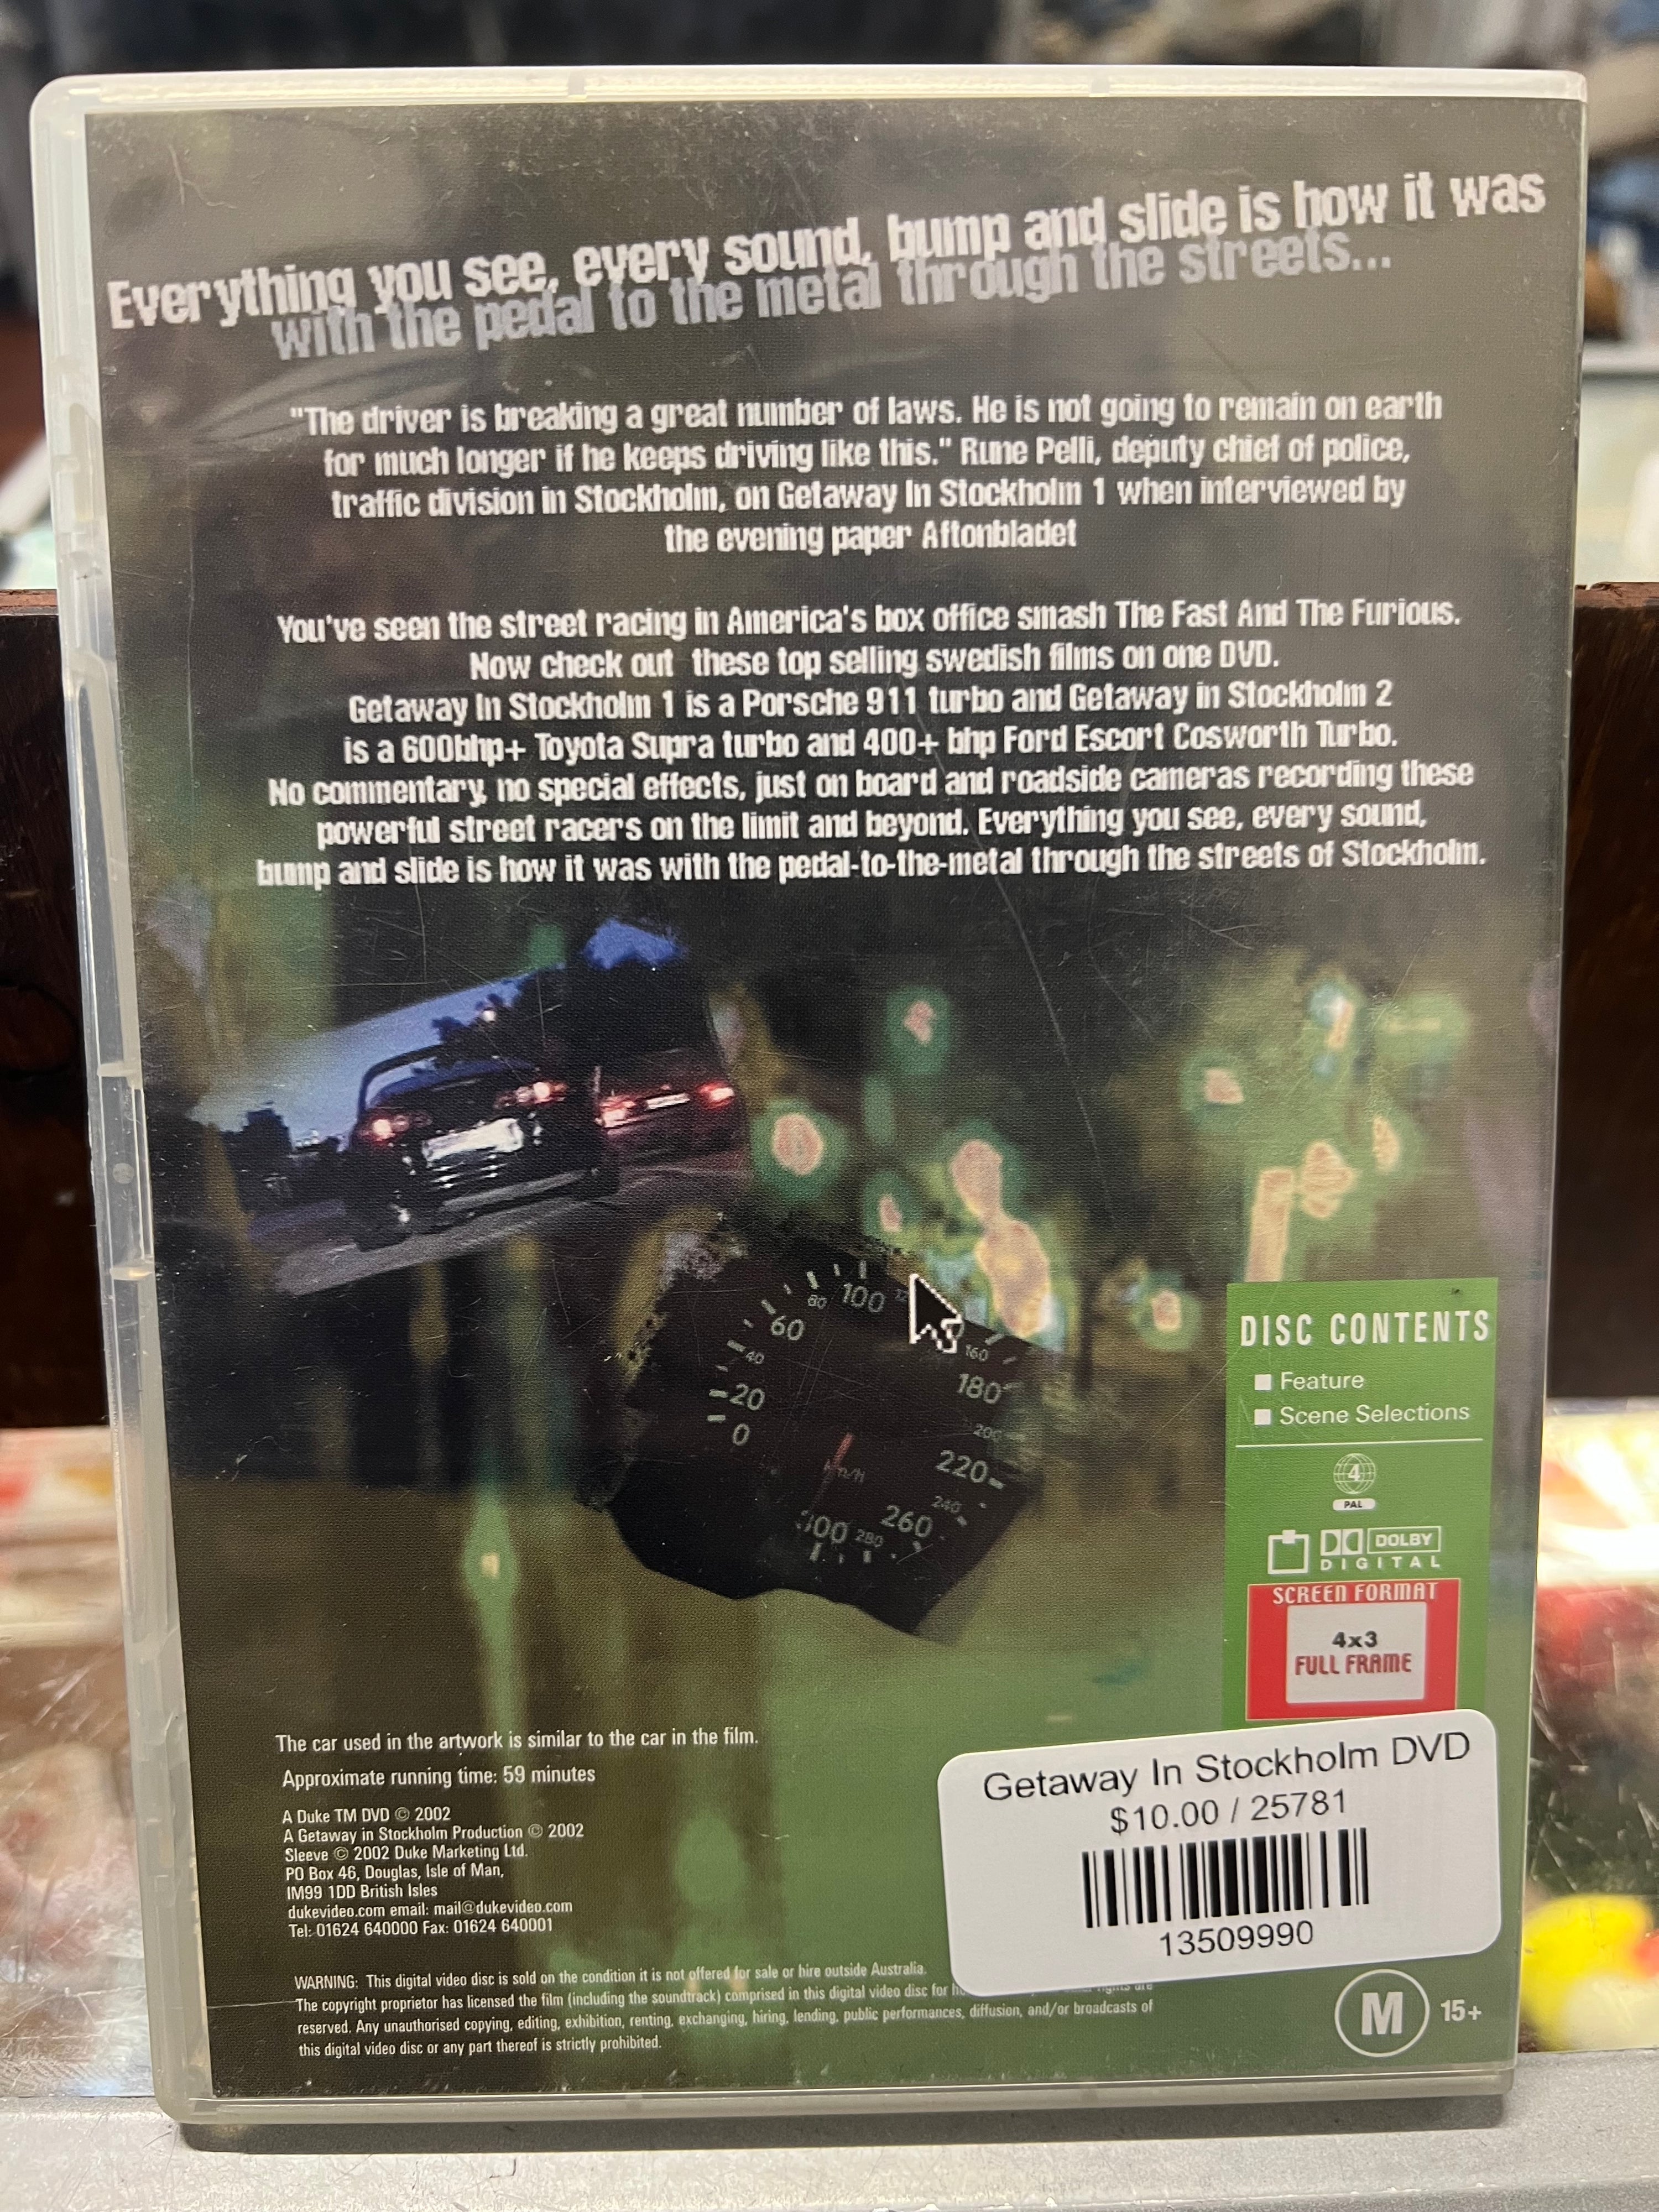 Everything you see, every sound, bump and slide is how it was
with the pedal to the metal through the streets...
"The driver is breaking a great number of laws. He is not going to remain on earth
for much longer if he keeps driving like this." Rune Pelli, deputy chief of police,
traffic division in Stockholm, on Getaway In Stockholm 1 when interviewed by
the evening paper Aftonbladet
You've seen the street racing in America's box office smash The Fast And The Furious.
Now check out these top selling swedish films on one DVD.
Getaway In Stockholm 1 is a Porsche 911 turbo and Getaway in Stockholm 2
is a 600bhp+ Toyota Supra turbo and 400+ bhp Ford Escort Cosworth Turbo.
No commentary, no special effects, just on board and roadside cameras recording these
powerful street racers on the limit and beyond. Everything you see, every sound,
bump and slide is how it was with the pedal-to-the-metal through the streets of Stockholm.
0
20
40
60
80
100
160
180
200
220
240
260
280
DISC CONTENTS
Feature
Scene Selections
4
PAL
DOLBY
DIGITAL
SCREEN FORMAT
4x3
FULL FRAME
The car used in the artwork is similar to the car in the film.
Approximate running time: 59 minutes
A Duke TM DVD © 2002
A Getaway in Stockholm Production © 2002
Sleeve © 2002 Duke Marketing Ltd.
PO Box 46, Douglas, Isle of Man,
IM99 1DD British Isles
dukevideo.com email: mail@dukevideo.com
Tel: 01624 640000 Fax: 01624 640001
Getaway In Stockholm DVD
$10.00 / 25781
13509990
WARNING: This digital video disc is sold on the condition it is not offered for sale or hire outside Australia.
The copyright proprietor has licensed the film (including the soundtrack) comprised in this digital video disc for
reserved. Any unauthorised copying, editing, exhibition, renting, exchanging, hiring, lending, public performances, diffusion, and/or broadcasts of
this digital video disc or any part thereof is strictly prohibited.
M 15+